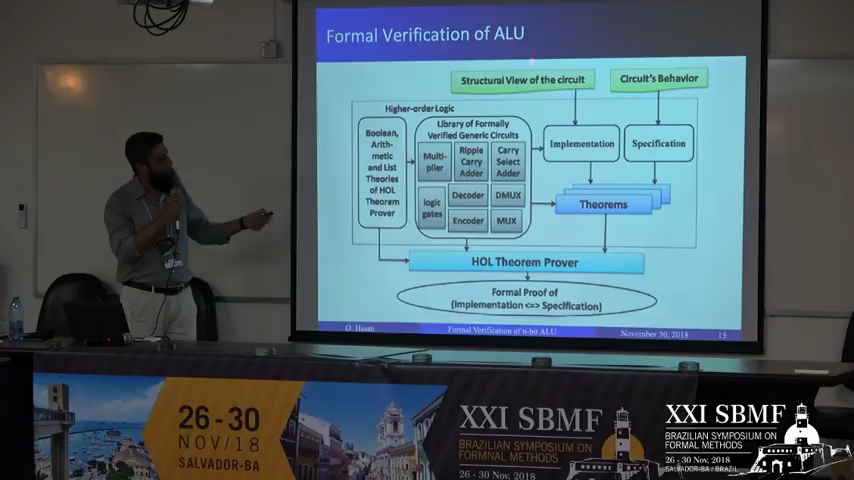 Formal Verification of ALU
Structural View of the circuit
Circuit's Behavior
Higher-order Logic
Boolean,
Arith-
metic
and List
Theories
of HOL
Theorem
Prover
Library of Formally
Verified Generic Circuits
Multi-
plier
Ripple
Carry
Adder
Carry
Select
Adder
logic
gates
Decoder
DMUX
Encoder
MUX
Implementation
Specification
Theorems
HOL Theorem Prover
Formal Proof of
(Implementation <=> Specification)
O. Hasan
Formal Verification of n-bit ALU
November 30, 2018
15
26-30
NOV/18
SALVADOR-BA
XXI SBMF
BRAZILIAN SYMPOSIUM ON
FORMNAL METHODS
26 - 30 Nov, 2018
XXI SBMF
BRAZILIAN SYMPOSIUM ON
FORMAL METHODS
26 - 30 Nov, 2018
SALVADOR-BA / BRAZIL